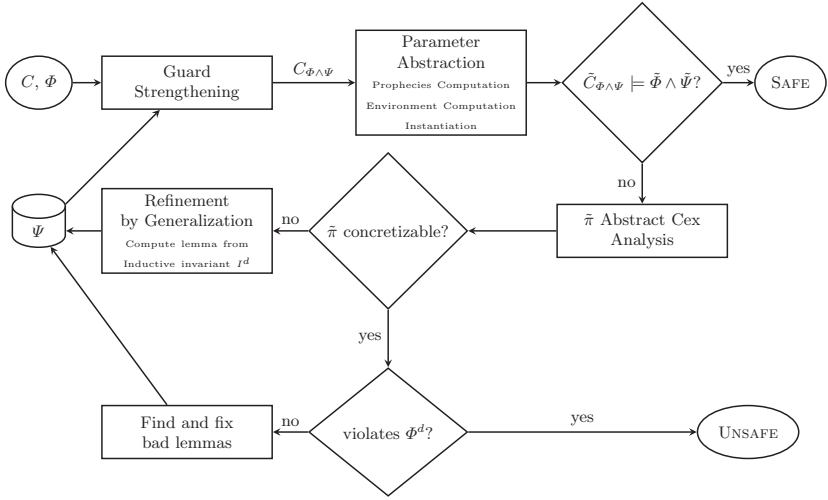 C, Φ
Guard
Strengthening
C_{Φ∧Ψ}
Parameter
Abstraction
Prophecies Computation
Environment Computation
Instantiation
C̃_{Φ∧Ψ} ⊨ Φ̃ ∧ Ψ̃?
yes
SAFE
no
Ψ
Refinement
by Generalization
Compute lemma from
Inductive invariant I^d
no
π̃ concretizable?
π̃ Abstract Cex
Analysis
yes
Find and fix
bad lemmas
no
violates Φ^d?
yes
UNSAFE